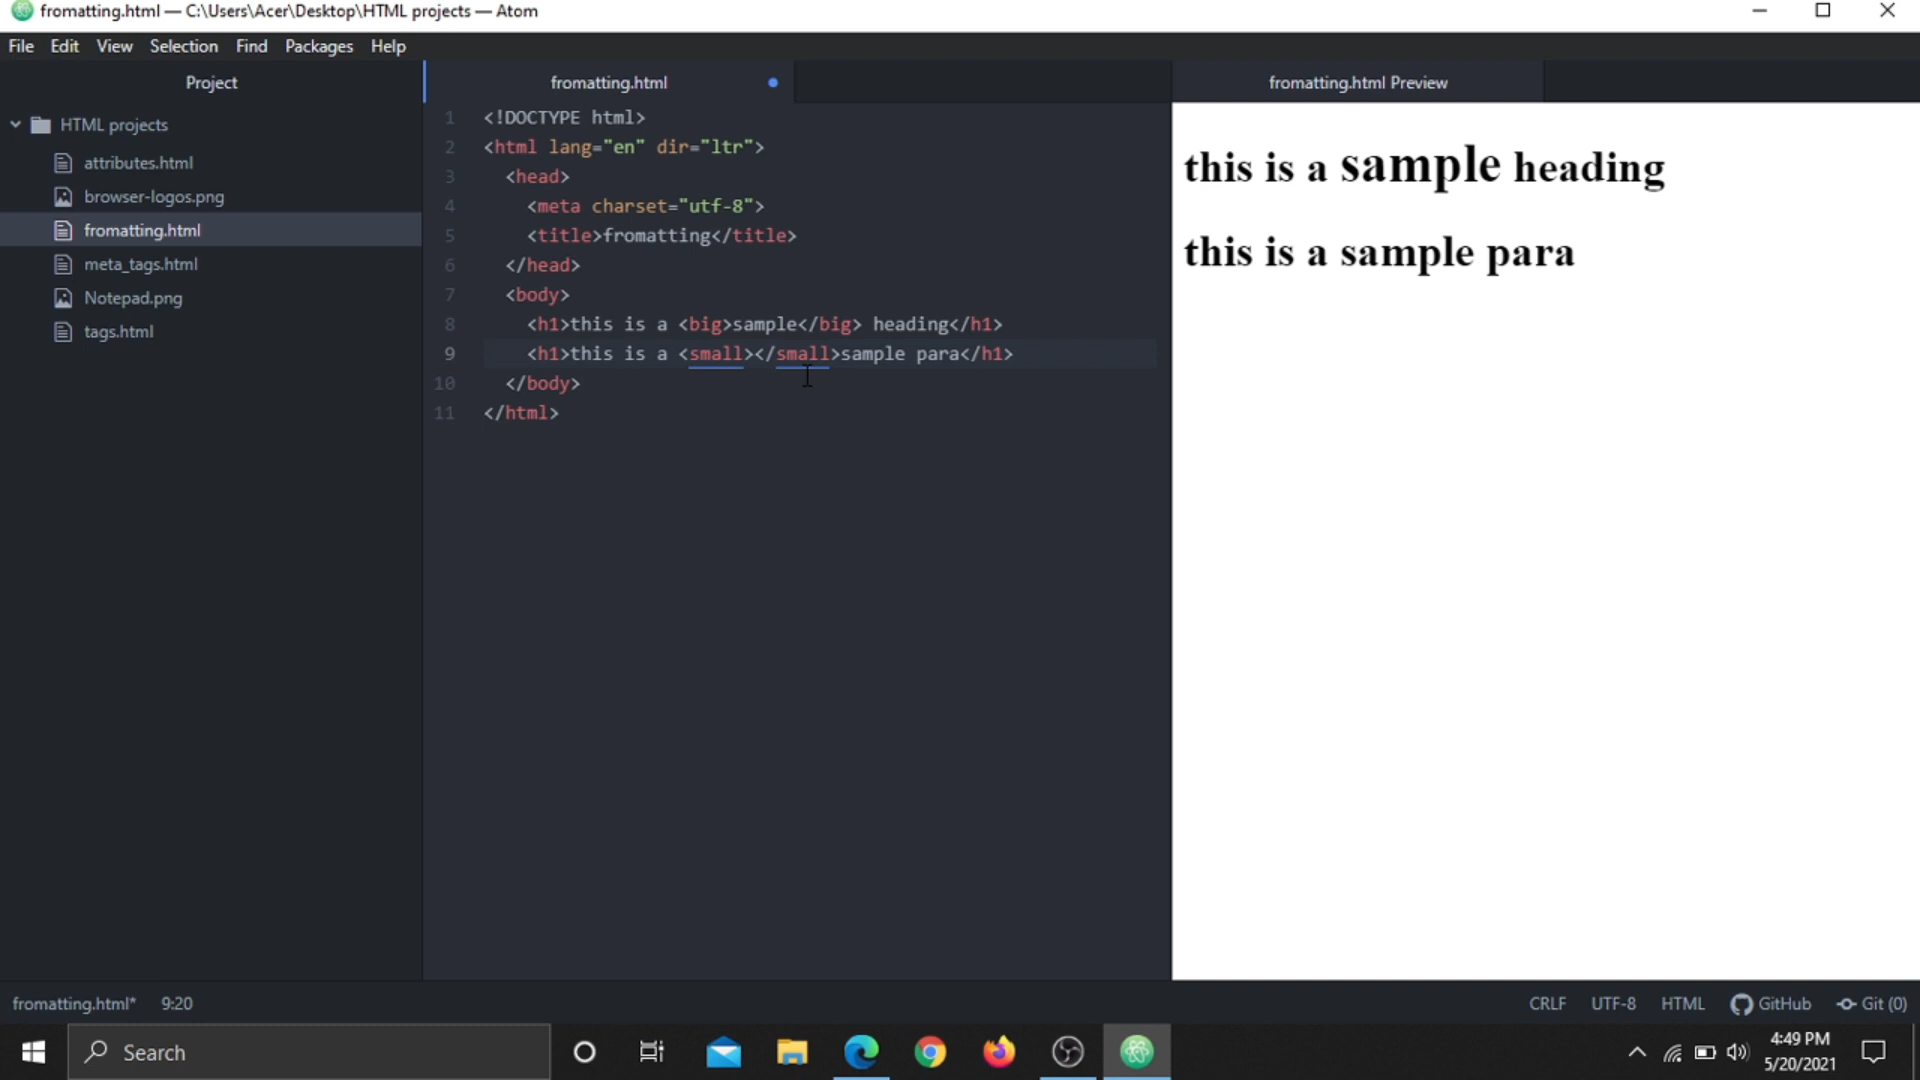 fromatting.html — C:\Users\Acer\Desktop\HTML projects — Atom
File Edit View Selection Find Packages Help
Project
HTML projects
attributes.html
browser-logos.png
fromatting.html
meta_tags.html
Notepad.png
tags.html
fromatting.html
1 <!DOCTYPE html>
2 <html lang="en" dir="ltr">
3 <head>
4 <meta charset="utf-8">
5 <title>fromatting</title>
6 </head>
7 <body>
8 <h1>this is a <big>sample</big> heading</h1>
9 <h1>this is a <small></small>sample para</h1>
10 </body>
11 </html>
fromatting.html Preview
this is a sample heading
this is a sample para
fromatting.html* 9:20
CRLF UTF-8 HTML GitHub Git (0)
Search
4:49 PM
5/20/2021